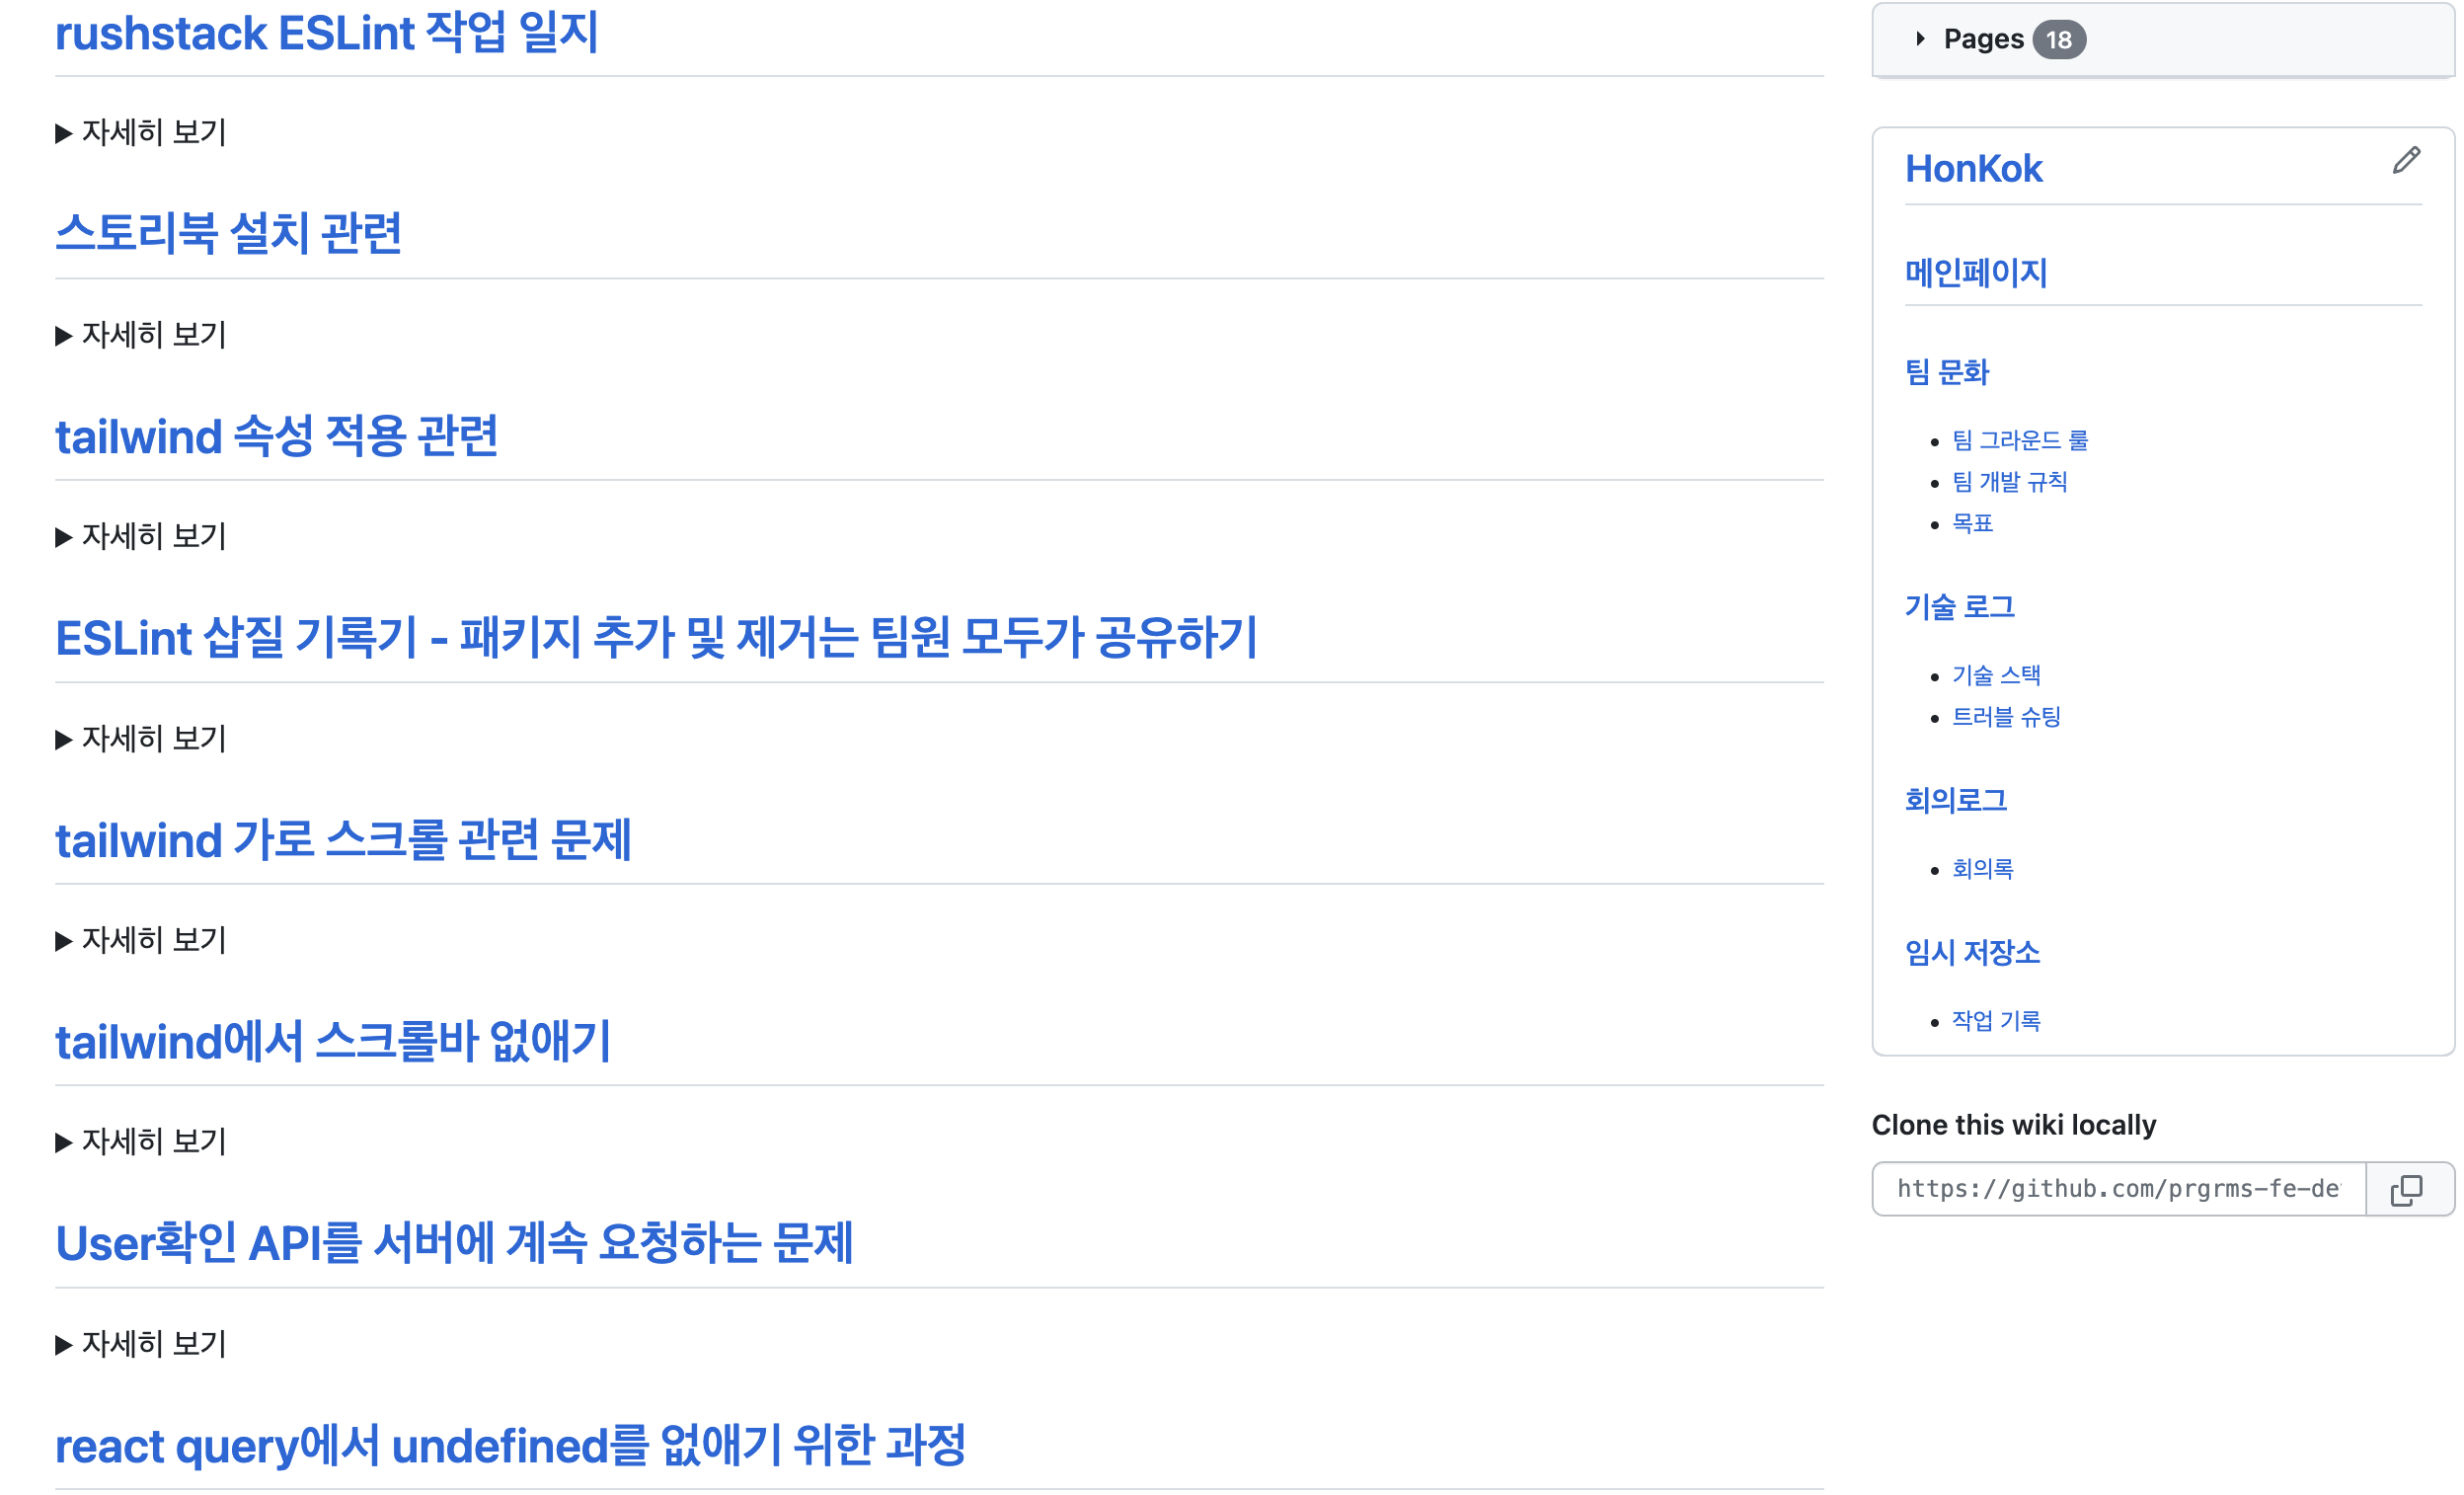 rushstack ESLint 작업 일지
▶ 자세히 보기
스토리북 설치 관련
▶ 자세히 보기
tailwind 속성 적용 관련
▶ 자세히 보기
ESLint 삽질 기록기 - 패키지 추가 및 제거는 팀원 모두가 공유하기
▶ 자세히 보기
tailwind 가로 스크롤 관련 문제
▶ 자세히 보기
tailwind에서 스크롤바 없애기
▶ 자세히 보기
User확인 API를 서버에 계속 요청하는 문제
▶ 자세히 보기
react query에서 undefined를 없애기 위한 과정
Pages 18
HonKok
메인페이지
팀 문화
• 팀 그라운드 룰
• 팀 개발 규칙
• 목표
기술 로그
• 기술 스택
• 트러블 슈팅
회의로그
• 회의록
임시 저장소
• 작업 기록
Clone this wiki locally
https://github.com/prgrms-fe-de